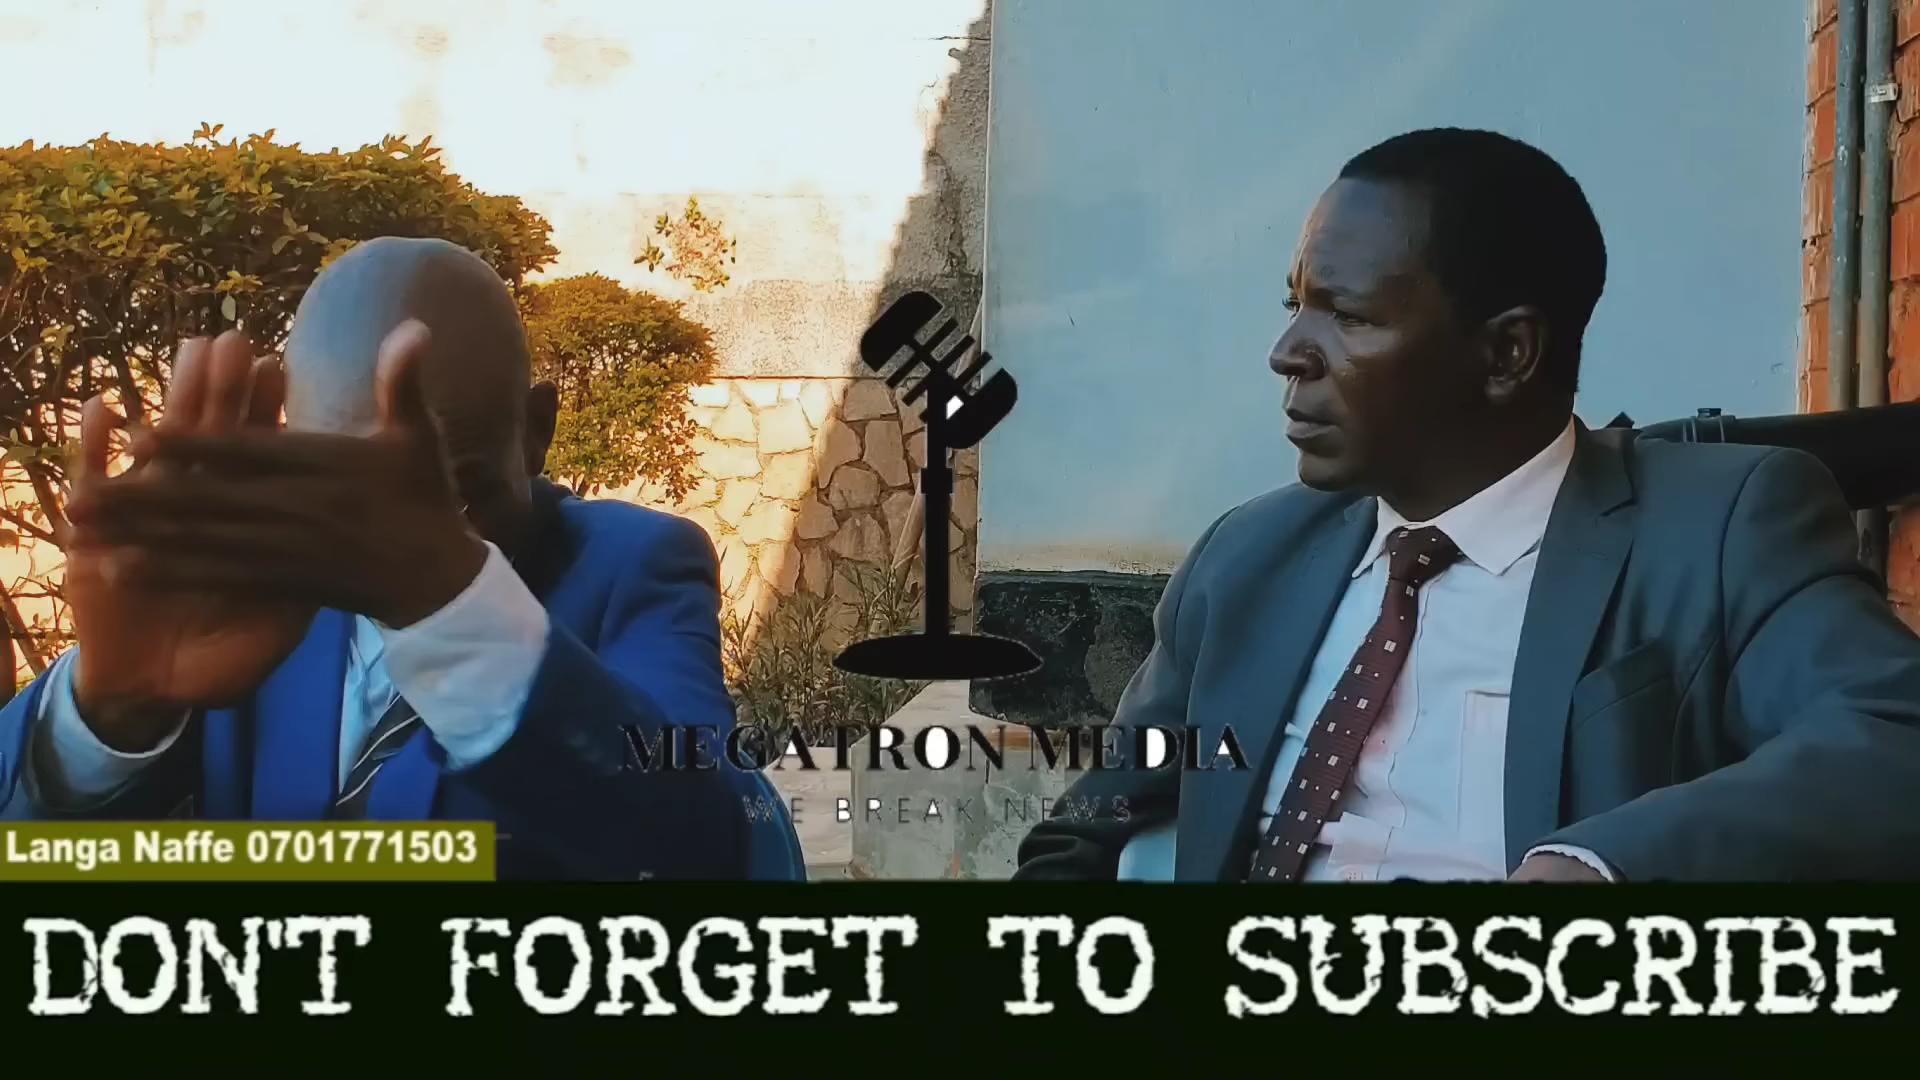 MEGATRON MEDIA
WE BREAK NEWS
Langa Naffe 0701771503
DON'T FORGET TO SUBSCRIBE